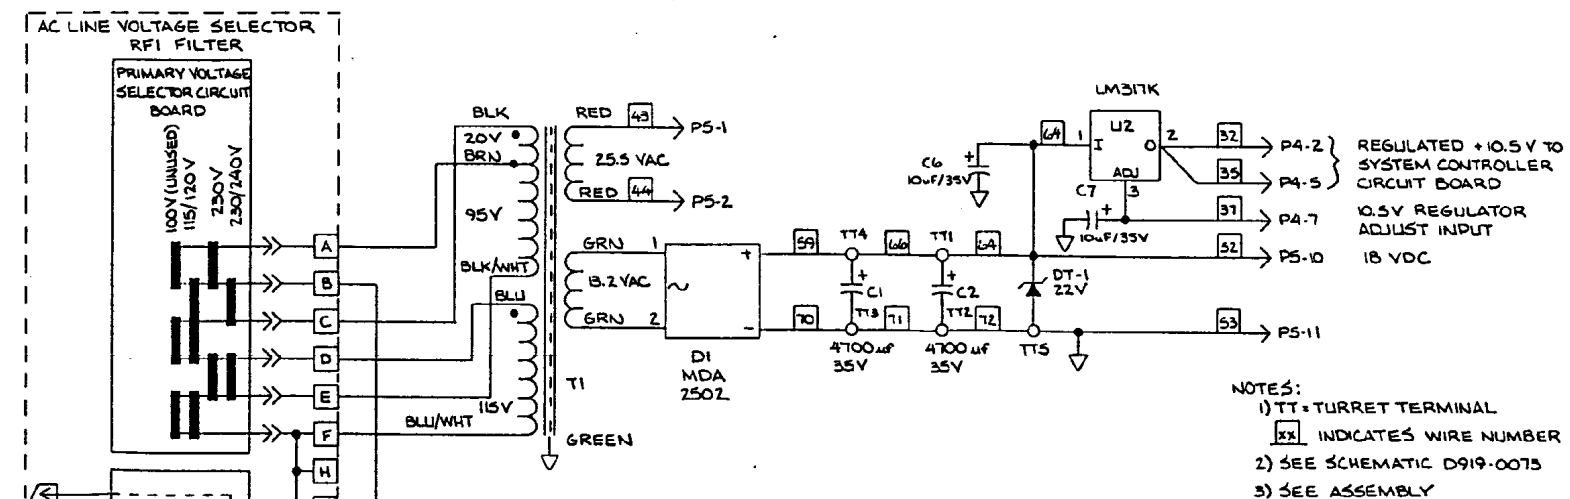 AC LINE VOLTAGE SELECTOR
RFI FILTER
PRIMARY VOLTAGE
SELECTOR CIRCUIT
BOARD
100V (UNUSED)
115/120V
230V
230/240V
A
B
C
D
E
F
H
BLK
20V
BRN
95V
BLK/WHT
BLU
115V
BLU/WHT
T1
GREEN
RED
43
P5-1
25.5 VAC
RED
44
P5-2
GRN
1
13.2 VAC
GRN
2
+
~
-
D1
MDA
2502
59
TT4
66
TT1
64
+
C1
+
C2
70
TT3
71
TT2
72
4700 uf
35V
4700 uf
35V
DT-1
22V
TT5
C6
+
10uF/35V
64
LM317K
U2
1
I
O
2
ADJ
3
C7
+
10uF/35V
32
P4-2
35
P4-5
REGULATED +10.5 V TO
SYSTEM CONTROLLER
CIRCUIT BOARD
37
P4-7
10.5V REGULATOR
ADJUST INPUT
52
P5-10
18 VDC
53
P5-11
NOTES:
1) TT = TURRET TERMINAL
XX INDICATES WIRE NUMBER
2) SEE SCHEMATIC D919-0073
3) SEE ASSEMBLY